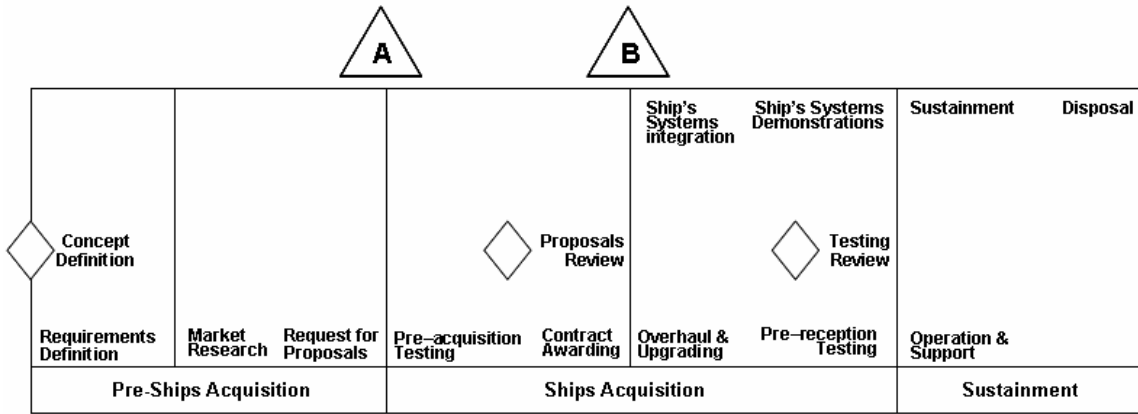 A
B
Ship's
Systems
integration
Ship's Systems
Demonstrations
Sustainment
Disposal
Concept
Definition
Proposals
Review
Testing
Review
Requirements
Definition
Market
Research
Request for
Proposals
Pre–acquisition
Testing
Contract
Awarding
Overhaul &
Upgrading
Pre–reception
Testing
Operation &
Support
Pre-Ships Acquisition
Ships Acquisition
Sustainment